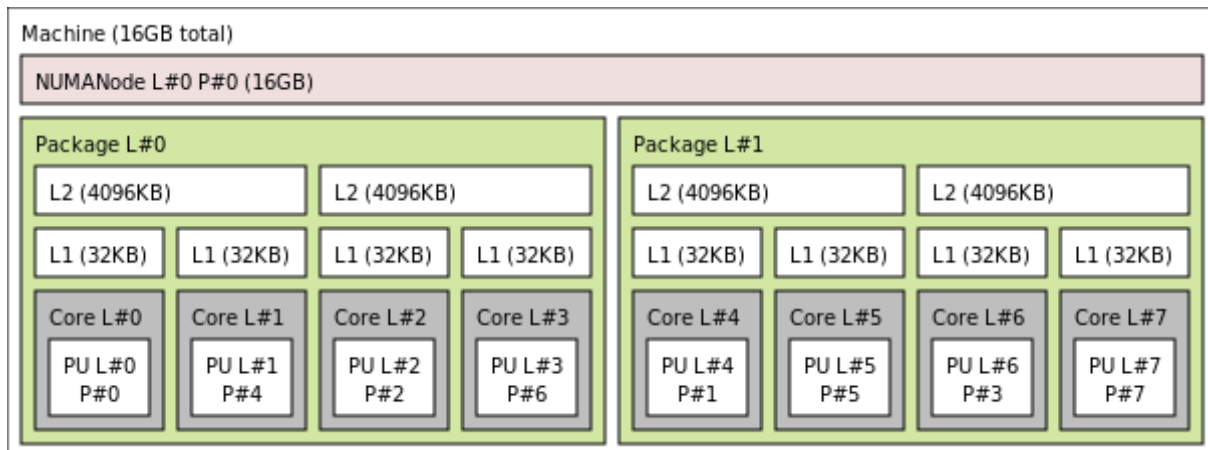 Machine (16GB total)
NUMANode L#0 P#0 (16GB)
Package L#0
L2 (4096KB)
L2 (4096KB)
L1 (32KB)
L1 (32KB)
L1 (32KB)
L1 (32KB)
Core L#0
PU L#0
P#0
Core L#1
PU L#1
P#4
Core L#2
PU L#2
P#2
Core L#3
PU L#3
P#6
Package L#1
L2 (4096KB)
L2 (4096KB)
L1 (32KB)
L1 (32KB)
L1 (32KB)
L1 (32KB)
Core L#4
PU L#4
P#1
Core L#5
PU L#5
P#5
Core L#6
PU L#6
P#3
Core L#7
PU L#7
P#7